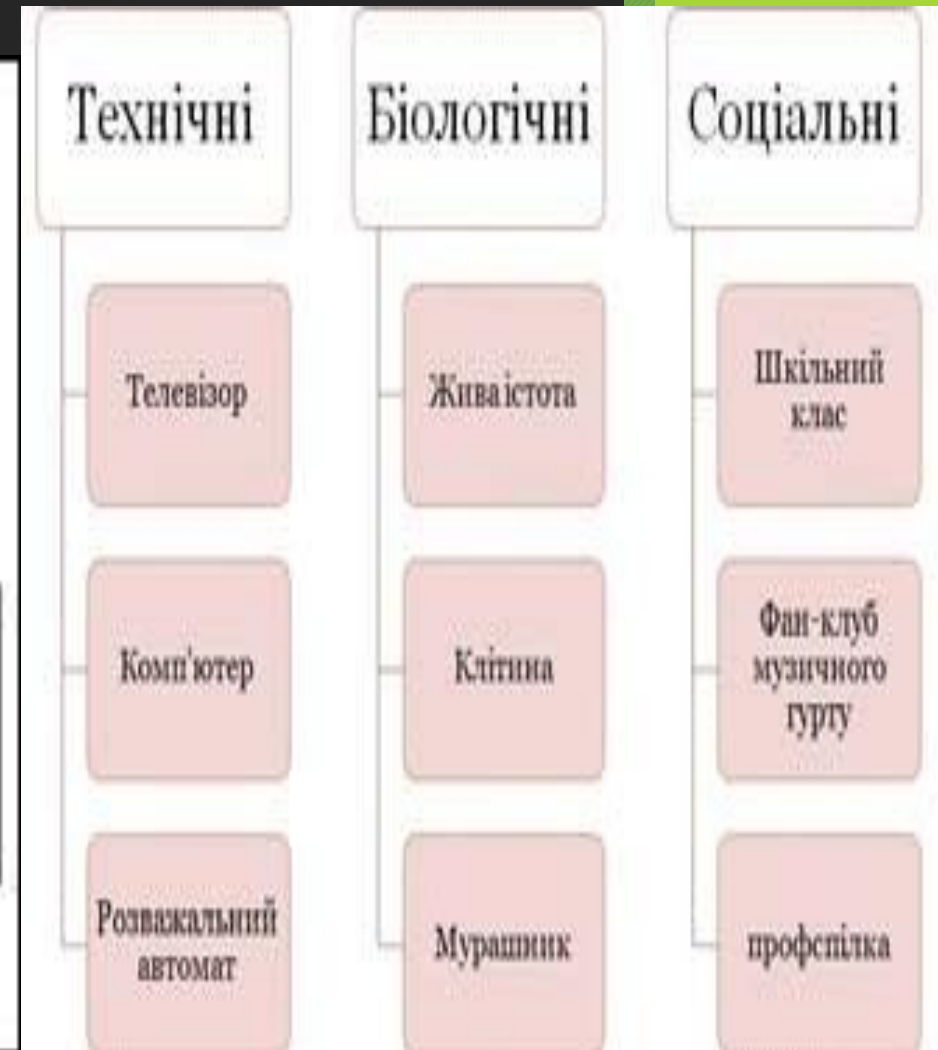 Технічні
Телевізор
Комп'ютер
Розважальний
автомат
Біологічні
Жива істота
Клітина
Мурашник
Соціальні
Шкільний
клас
Фан-клуб
музичного
гурту
профспілка